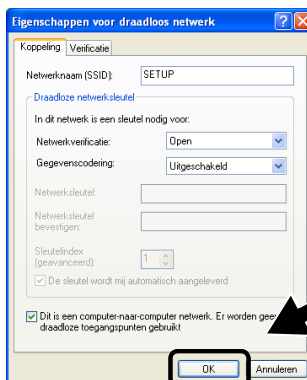 Eigenschappen voor draadloos netwerk
Koppeling Verificatie
Netwerknaam (SSID): SETUP
Draadloze netwerksleutel
In dit netwerk is een sleutel nodig voor:
Netwerkverificatie: Open
Gegevenscodering: Uitgeschakeld
Netwerksleutel:
Netwerksleutel
bevestigen:
Sleutelindex
(geavanceerd): 1
De sleutel wordt mij automatisch aangeleverd
Dit is een computer-naar-computer netwerk. Er worden geen
draadloze toegangspunten gebruikt
OK Annuleren